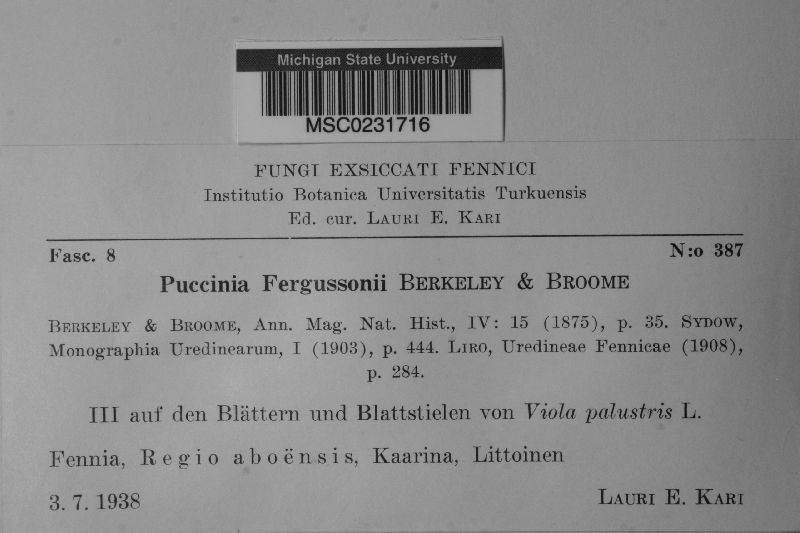 Michigan State University
MSC0231716
FUNGI EXSICCATI FENNICI
Institutio Botanica Universitatis Turkuensis
Ed. cur. LAURI E. KARI
Fasc. 8 N:o 387
Puccinia Fergussonii BERKELEY & BROOME
BERKELEY & BROOME, Ann. Mag. Nat. Hist., IV: 15 (1875), p. 35. SYDOW,
Monographia Uredinearum, I (1903), p. 444. LIRO, Uredineae Fennicae (1908),
p. 284.
III auf den Blättern und Blattstielen von Viola palustris L.
Fennia, Regio aboënsis, Kaarina, Littoinen
3. 7. 1938 LAURI E. KARI